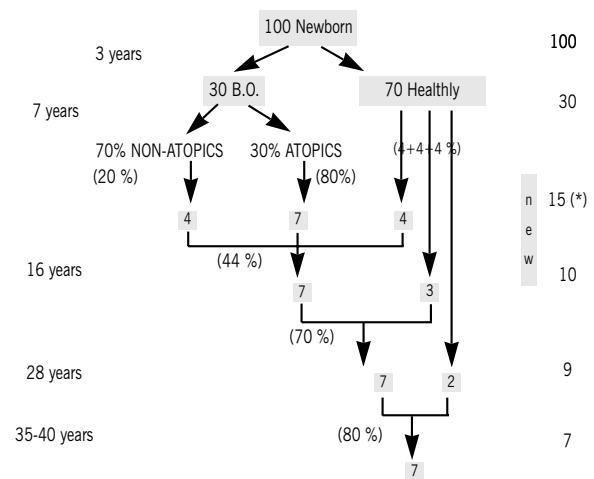 100 Newborn
100
3 years
30 B.O.
70 Healthly
30
7 years
70% NON-ATOPICS
30% ATOPICS
(4+4+4 %)
(20 %)
(80%)
n
e
w
15 (*)
4
7
4
(44 %)
16 years
10
7
3
(70 %)
28 years
7
2
9
35-40 years
(80 %)
7
7